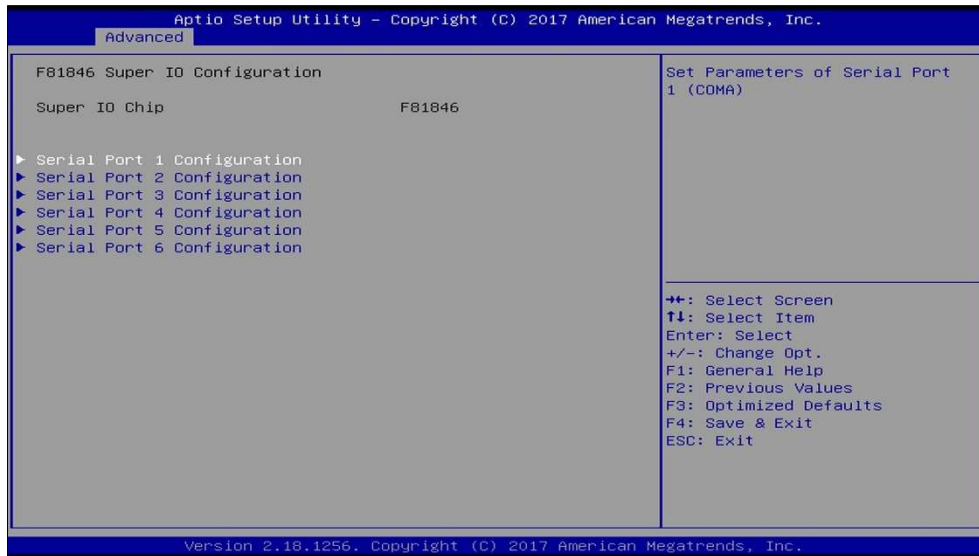 Aptio Setup Utility – Copyright (C) 2017 American Megatrends, Inc.
Advanced
F81846 Super IO Configuration
Super IO Chip F81846
▶ Serial Port 1 Configuration
▶ Serial Port 2 Configuration
▶ Serial Port 3 Configuration
▶ Serial Port 4 Configuration
▶ Serial Port 5 Configuration
▶ Serial Port 6 Configuration
Set Parameters of Serial Port
1 (COMA)
→←: Select Screen
↑↓: Select Item
Enter: Select
+/-: Change Opt.
F1: General Help
F2: Previous Values
F3: Optimized Defaults
F4: Save & Exit
ESC: Exit
Version 2.18.1256. Copyright (C) 2017 American Megatrends, Inc.